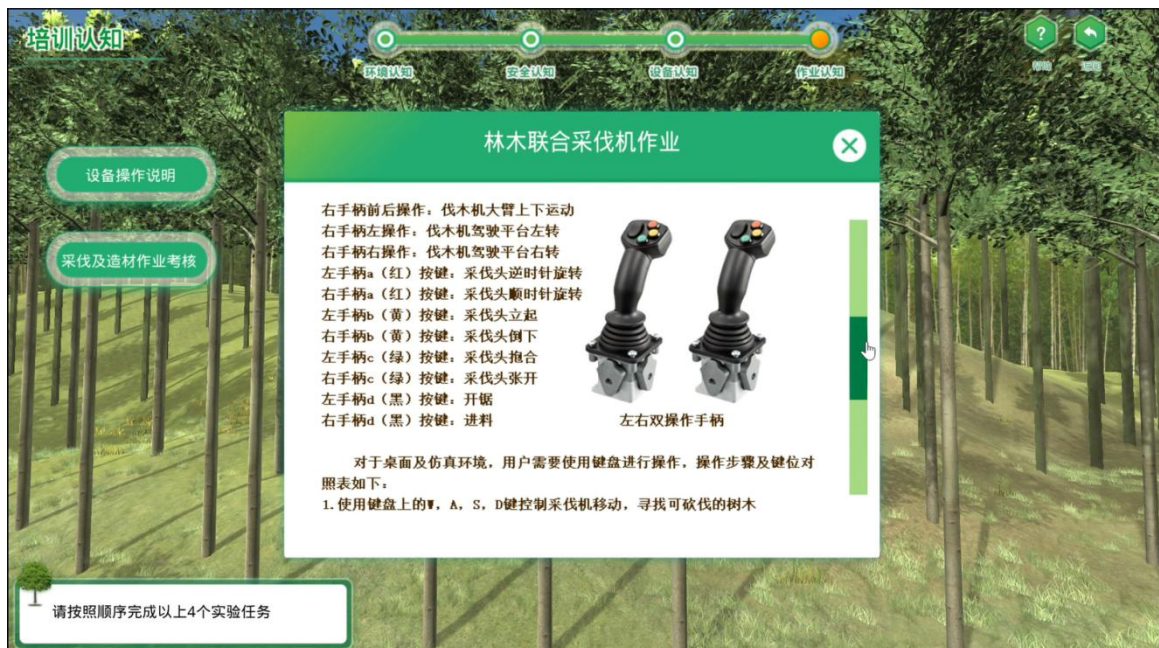 培训认知
环境认知
安全认知
设备认知
作业认知
?
帮助
返回
林木联合采伐机作业
设备操作说明
采伐及造材作业考核
右手柄前后操作：伐木机大臂上下运动
右手柄左操作：伐木机驾驶平台左转
右手柄右操作：伐木机驾驶平台右转
左手柄a（红）按键：采伐头逆时针旋转
右手柄a（红）按键：采伐头顺时针旋转
左手柄b（黄）按键：采伐头立起
右手柄b（黄）按键：采伐头倒下
左手柄c（绿）按键：采伐头抱合
右手柄c（绿）按键：采伐头张开
左手柄d（黑）按键：开锯
右手柄d（黑）按键：进料
左右双操作手柄
对于桌面及仿真环境，用户需要使用键盘进行操作，操作步骤及键位对
照表如下：
1.使用键盘上的W，A，S，D键控制采伐机移动，寻找可砍伐的树木
请按照顺序完成以上4个实验任务